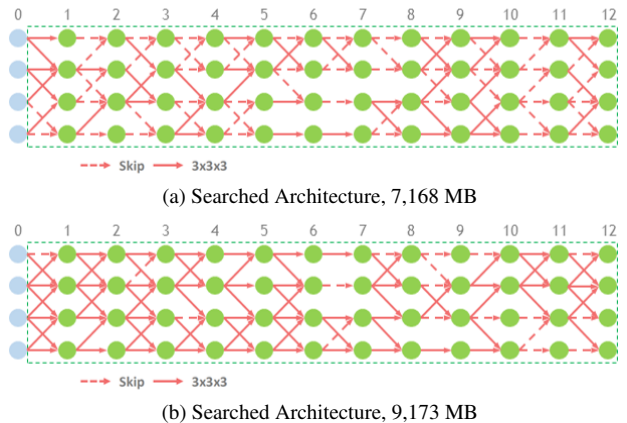 0 1 2 3 4 5 6 7 8 9 10 11 12
Skip 3x3x3
(a) Searched Architecture, 7,168 MB
0 1 2 3 4 5 6 7 8 9 10 11 12
Skip 3x3x3
(b) Searched Architecture, 9,173 MB